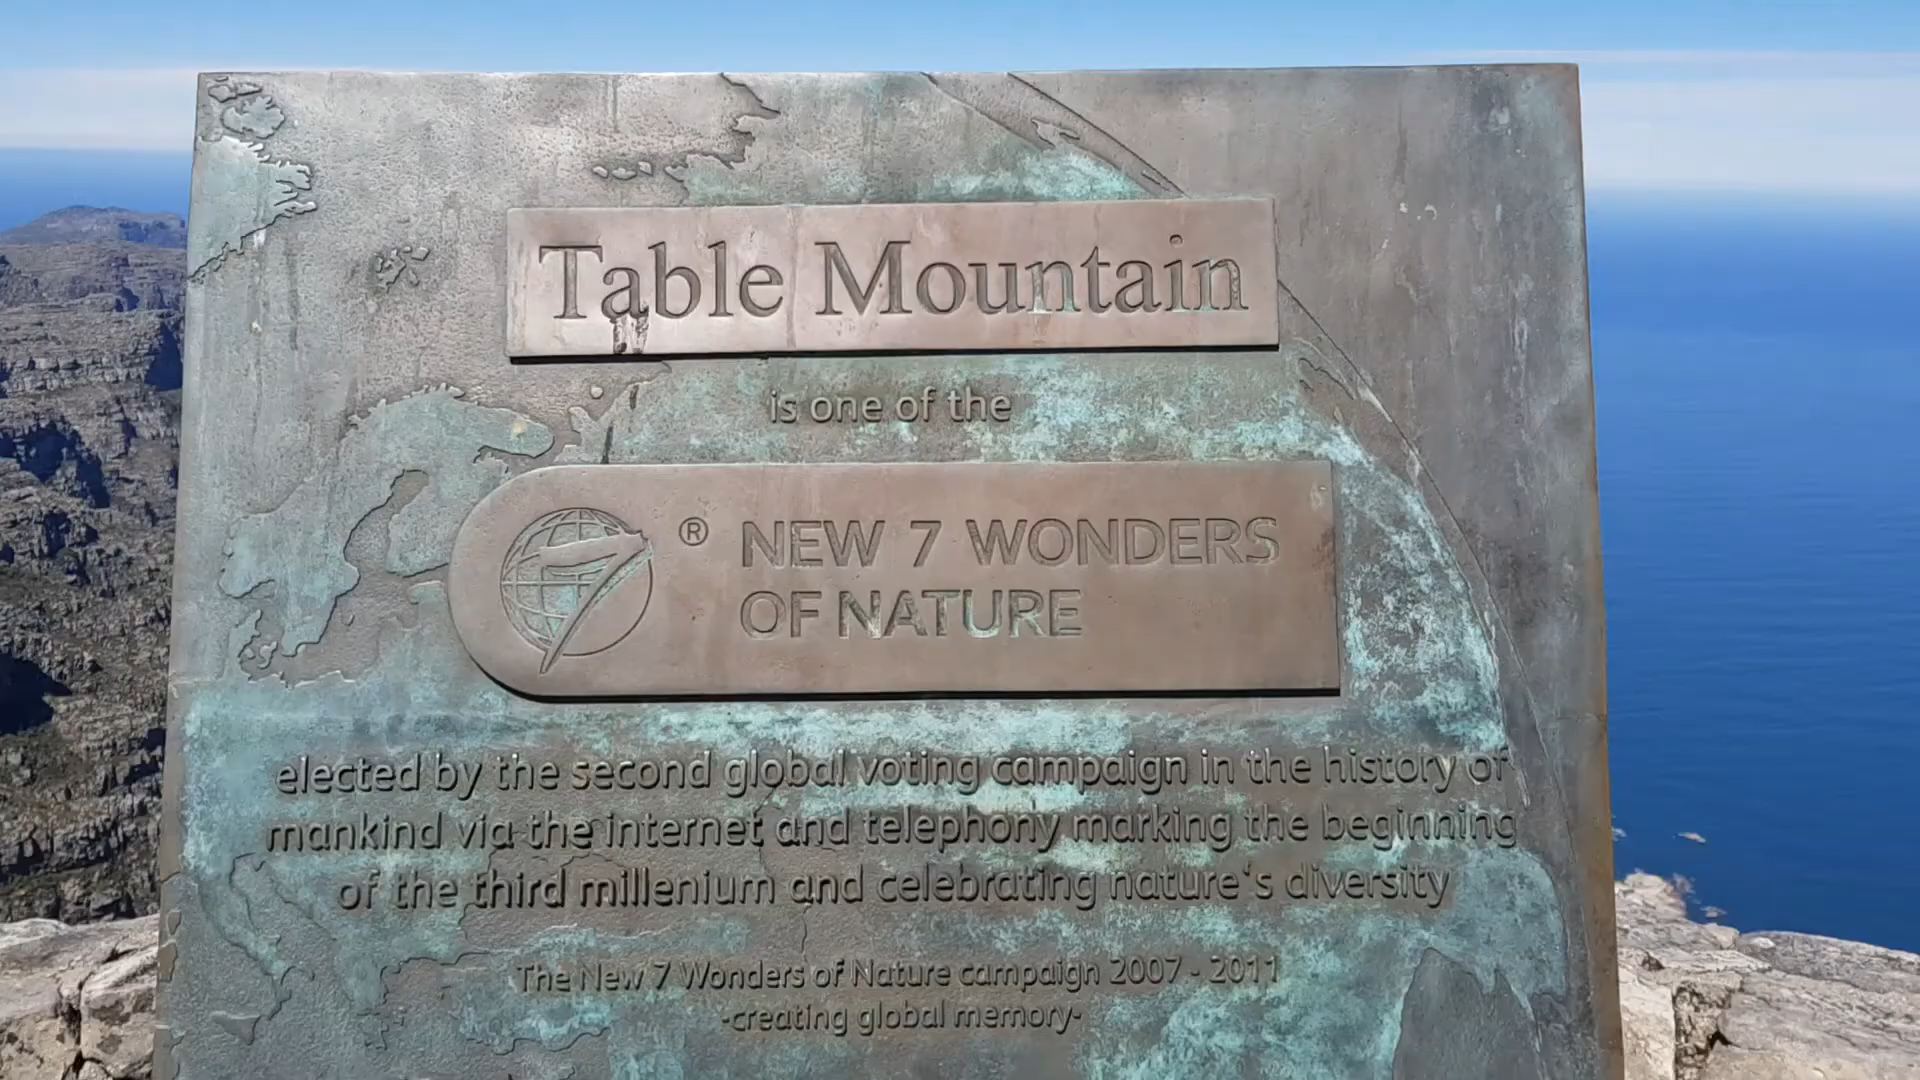 Table Mountain
is one of the
® NEW 7 WONDERS
OF NATURE
elected by the second global voting campaign in the history of
mankind via the internet and telephony marking the beginning
of the third millenium and celebrating nature's diversity
The New 7 Wonders of Nature campaign 2007 - 2011
-creating global memory-